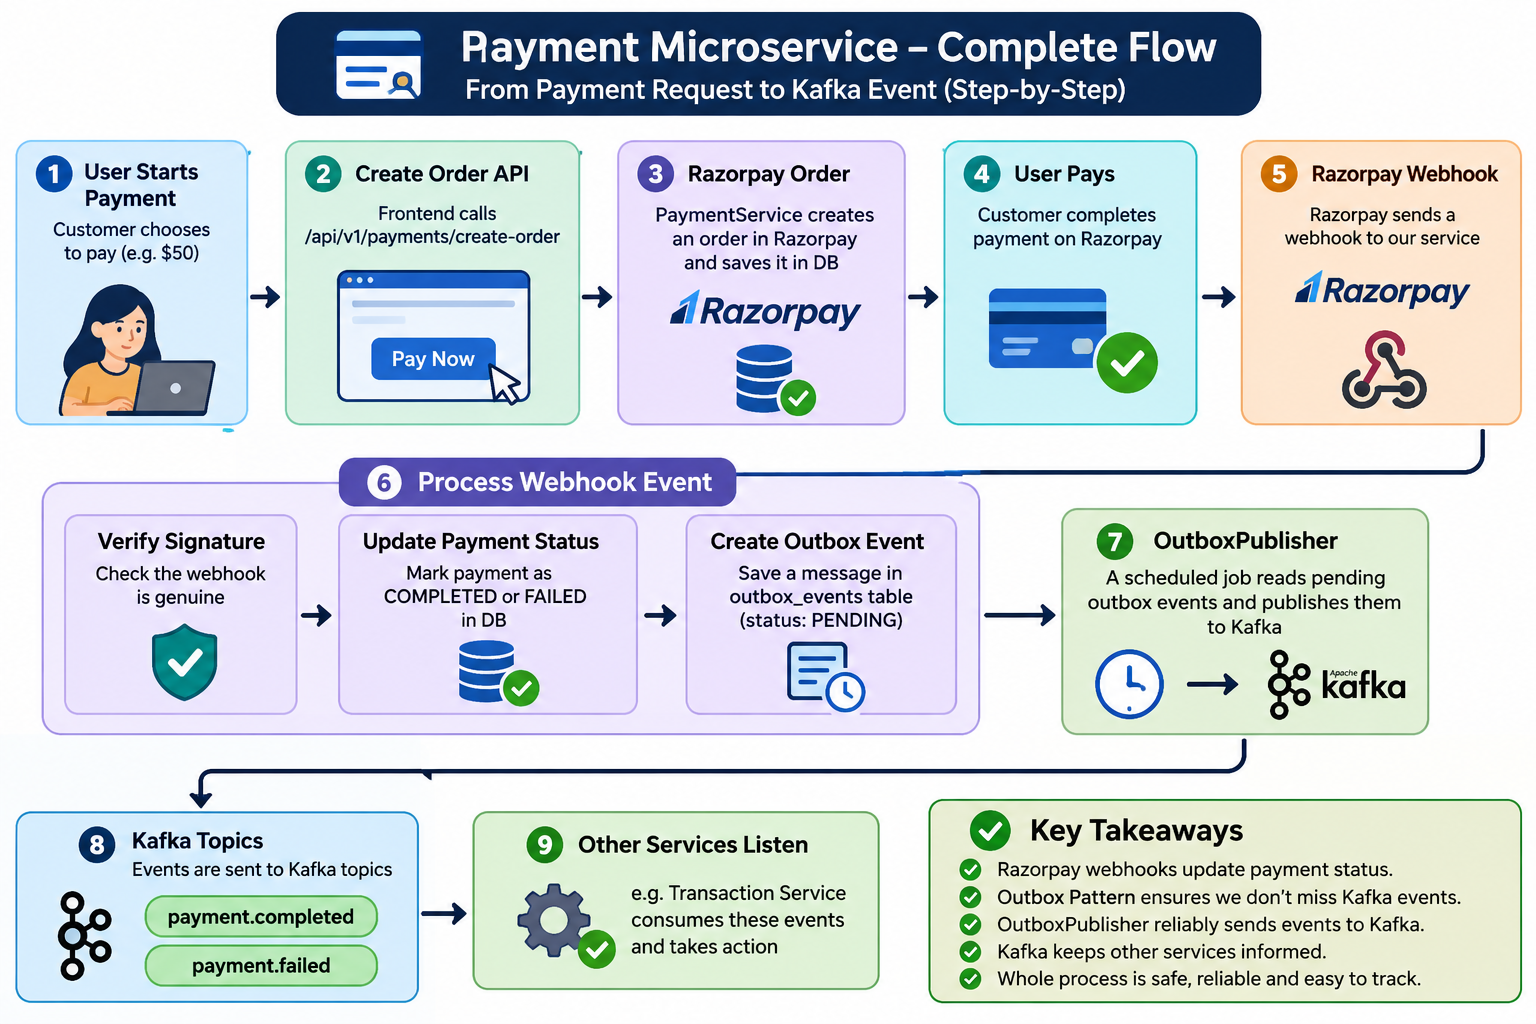 Payment Microservice – Complete Flow
From Payment Request to Kafka Event (Step-by-Step)
1 User Starts
Payment
Customer chooses
to pay (e.g. $50)
2 Create Order API
Frontend calls
/api/v1/payments/create-order
Pay Now
3 Razorpay Order
PaymentService creates
an order in Razorpay
and saves it in DB
Razorpay
4 User Pays
Customer completes
payment on Razorpay
5 Razorpay Webhook
Razorpay sends a
webhook to our service
Razorpay
6 Process Webhook Event
Verify Signature
Check the webhook
is genuine
Update Payment Status
Mark payment as
COMPLETED or FAILED
in DB
Create Outbox Event
Save a message in
outbox_events table
(status: PENDING)
7 OutboxPublisher
A scheduled job reads pending
outbox events and publishes them
to Kafka
Apache
kafka
8 Kafka Topics
Events are sent to Kafka topics
payment.completed
payment.failed
9 Other Services Listen
e.g. Transaction Service
consumes these events
and takes action
Key Takeaways
Razorpay webhooks update payment status.
Outbox Pattern ensures we don't miss Kafka events.
OutboxPublisher reliably sends events to Kafka.
Kafka keeps other services informed.
Whole process is safe, reliable and easy to track.